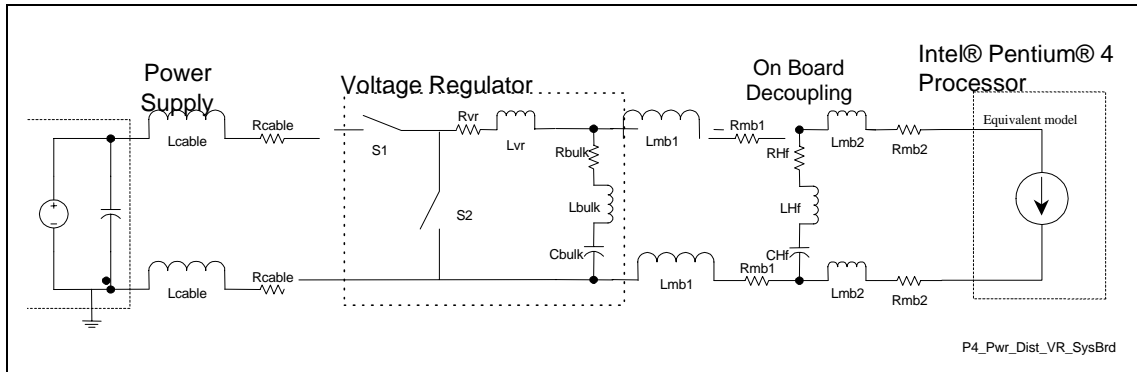 Power
Supply
Voltage Regulator
On Board
Decoupling
Intel® Pentium® 4
Processor
Equivalent model
Lcable
Rcable
S1
Rvr
Lvr
S2
Rbulk
Lbulk
Cbulk
Lmb1
Rmb1
RHf
LHf
CHf
Lmb2
Rmb2
+
–
Lcable
Rcable
Lmb1
Rmb1
Lmb2
Rmb2
P4_Pwr_Dist_VR_SysBrd